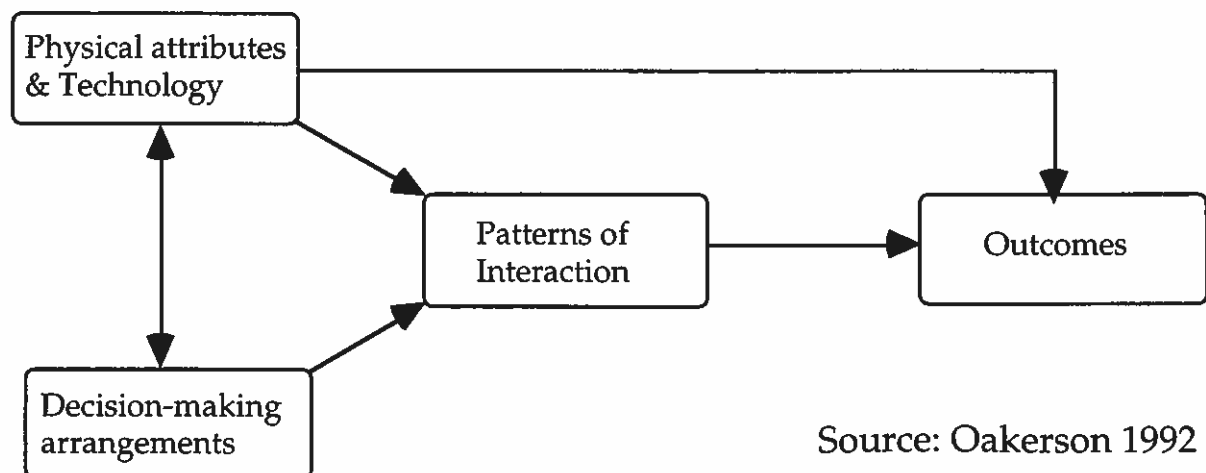 Physical attributes
& Technology
Patterns of
Interaction
Outcomes
Decision-making
arrangements
Source: Oakerson 1992